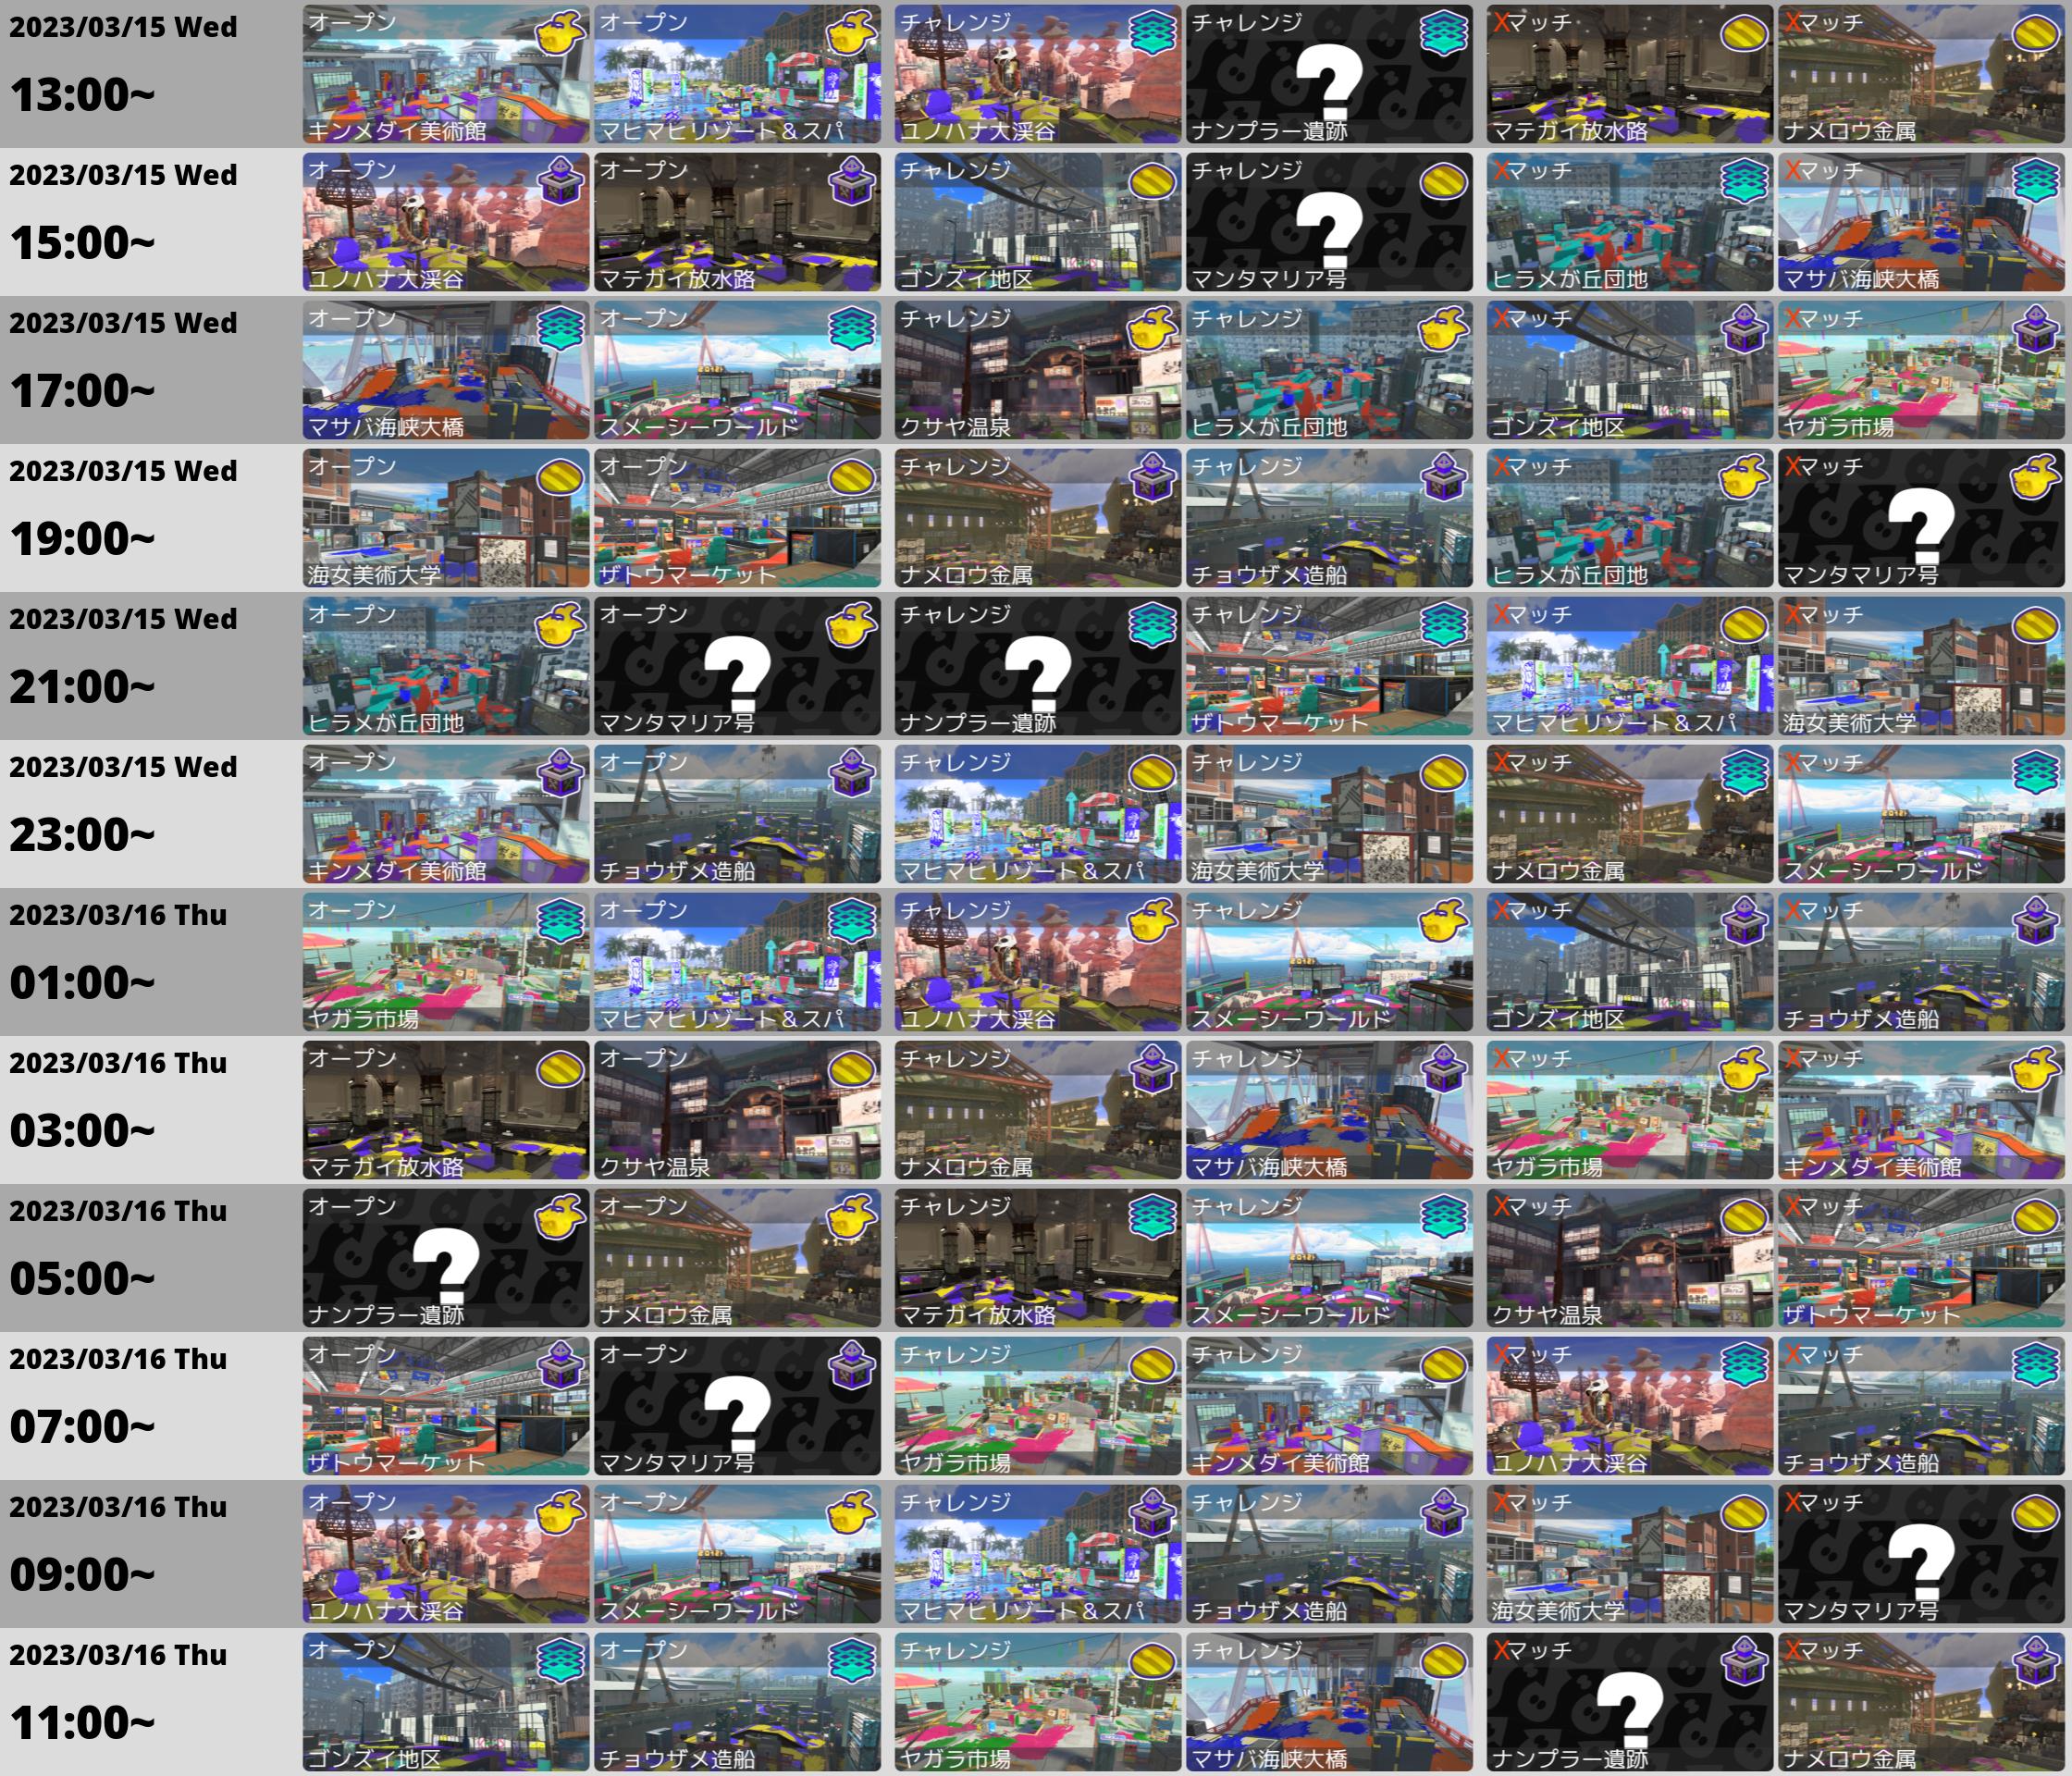 2023/03/15 Wed
13:00~
オープン オープン チャレンジ チャレンジ Xマッチ Xマッチ
キンメダイ美術館 マヒマヒリゾート＆スパ ユノハナ大渓谷 ナンプラー遺跡 マテガイ放水路 ナメロウ金属
2023/03/15 Wed
15:00~
オープン オープン チャレンジ チャレンジ Xマッチ Xマッチ
ユノハナ大渓谷 マテガイ放水路 ゴンズイ地区 マンタマリア号 ヒラメが丘団地 マサバ海峡大橋
2023/03/15 Wed
17:00~
オープン オープン チャレンジ チャレンジ Xマッチ Xマッチ
マサバ海峡大橋 スメーシーワールド クサヤ温泉 ヒラメが丘団地 ゴンズイ地区 ヤガラ市場
2023/03/15 Wed
19:00~
オープン オープン チャレンジ チャレンジ Xマッチ Xマッチ
海女美術大学 ザトウマーケット ナメロウ金属 チョウザメ造船 ヒラメが丘団地 マンタマリア号
2023/03/15 Wed
21:00~
オープン オープン チャレンジ チャレンジ Xマッチ Xマッチ
ヒラメが丘団地 マンタマリア号 ナンプラー遺跡 ザトウマーケット マヒマヒリゾート＆スパ 海女美術大学
2023/03/15 Wed
23:00~
オープン オープン チャレンジ チャレンジ Xマッチ Xマッチ
キンメダイ美術館 チョウザメ造船 マヒマヒリゾート＆スパ 海女美術大学 ナメロウ金属 スメーシーワールド
2023/03/16 Thu
01:00~
オープン オープン チャレンジ チャレンジ Xマッチ Xマッチ
ヤガラ市場 マヒマヒリゾート＆スパ ユノハナ大渓谷 スメーシーワールド ゴンズイ地区 チョウザメ造船
2023/03/16 Thu
03:00~
オープン オープン チャレンジ チャレンジ Xマッチ Xマッチ
マテガイ放水路 クサヤ温泉 ナメロウ金属 マサバ海峡大橋 ヤガラ市場 キンメダイ美術館
2023/03/16 Thu
05:00~
オープン オープン チャレンジ チャレンジ Xマッチ Xマッチ
ナンプラー遺跡 ナメロウ金属 マテガイ放水路 スメーシーワールド クサヤ温泉 ザトウマーケット
2023/03/16 Thu
07:00~
オープン オープン チャレンジ チャレンジ Xマッチ Xマッチ
ザトウマーケット マンタマリア号 ヤガラ市場 キンメダイ美術館 ユノハナ大渓谷 チョウザメ造船
2023/03/16 Thu
09:00~
オープン オープン チャレンジ チャレンジ Xマッチ Xマッチ
ユノハナ大渓谷 スメーシーワールド マヒマヒリゾート＆スパ チョウザメ造船 海女美術大学 マンタマリア号
2023/03/16 Thu
11:00~
オープン オープン チャレンジ チャレンジ Xマッチ Xマッチ
ゴンズイ地区 チョウザメ造船 ヤガラ市場 マサバ海峡大橋 ナンプラー遺跡 ナメロウ金属